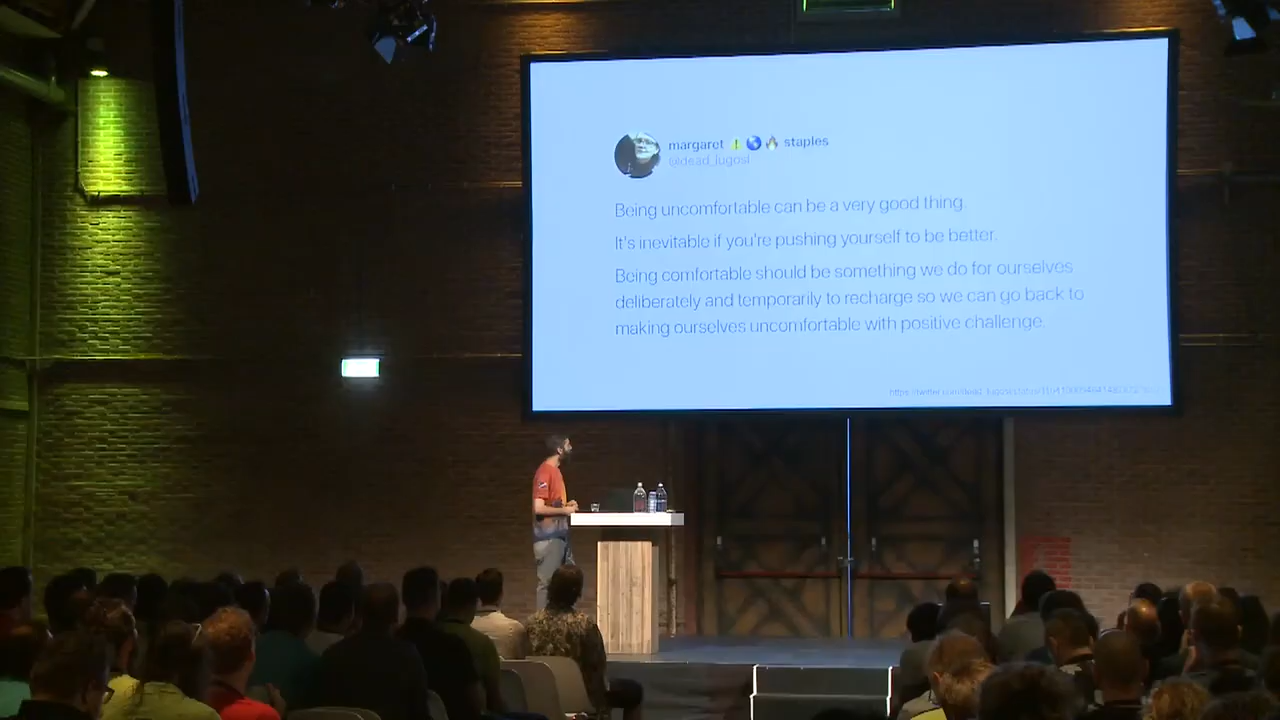 margaret ⚠️🌎🔥 staples
@dead_lugosi
Being uncomfortable can be a very good thing.
It's inevitable if you're pushing yourself to be better.
Being comfortable should be something we do for ourselves
deliberately and temporarily to recharge so we can go back to
making ourselves uncomfortable with positive challenge.